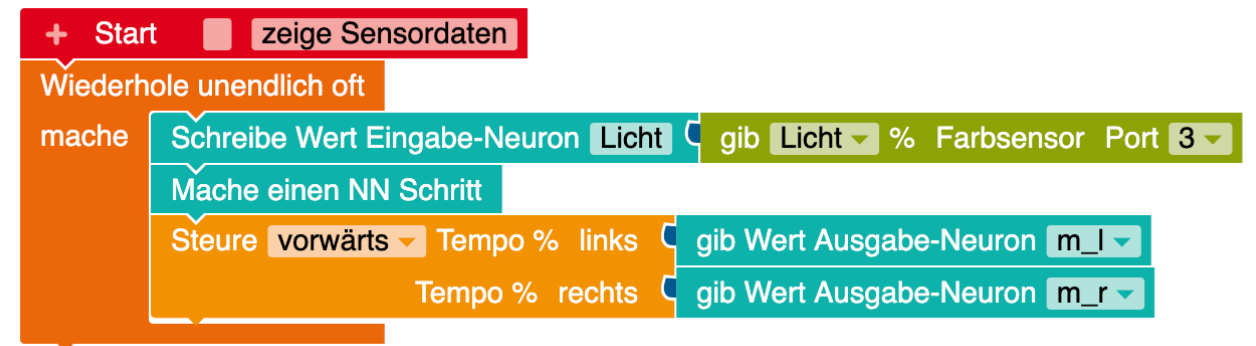 + Start zeige Sensordaten
Wiederhole unendlich oft
mache Schreibe Wert Eingabe-Neuron Licht gib Licht % Farbsensor Port 3
Mache einen NN Schritt
Steure vorwärts Tempo % links gib Wert Ausgabe-Neuron m_l
Tempo % rechts gib Wert Ausgabe-Neuron m_r